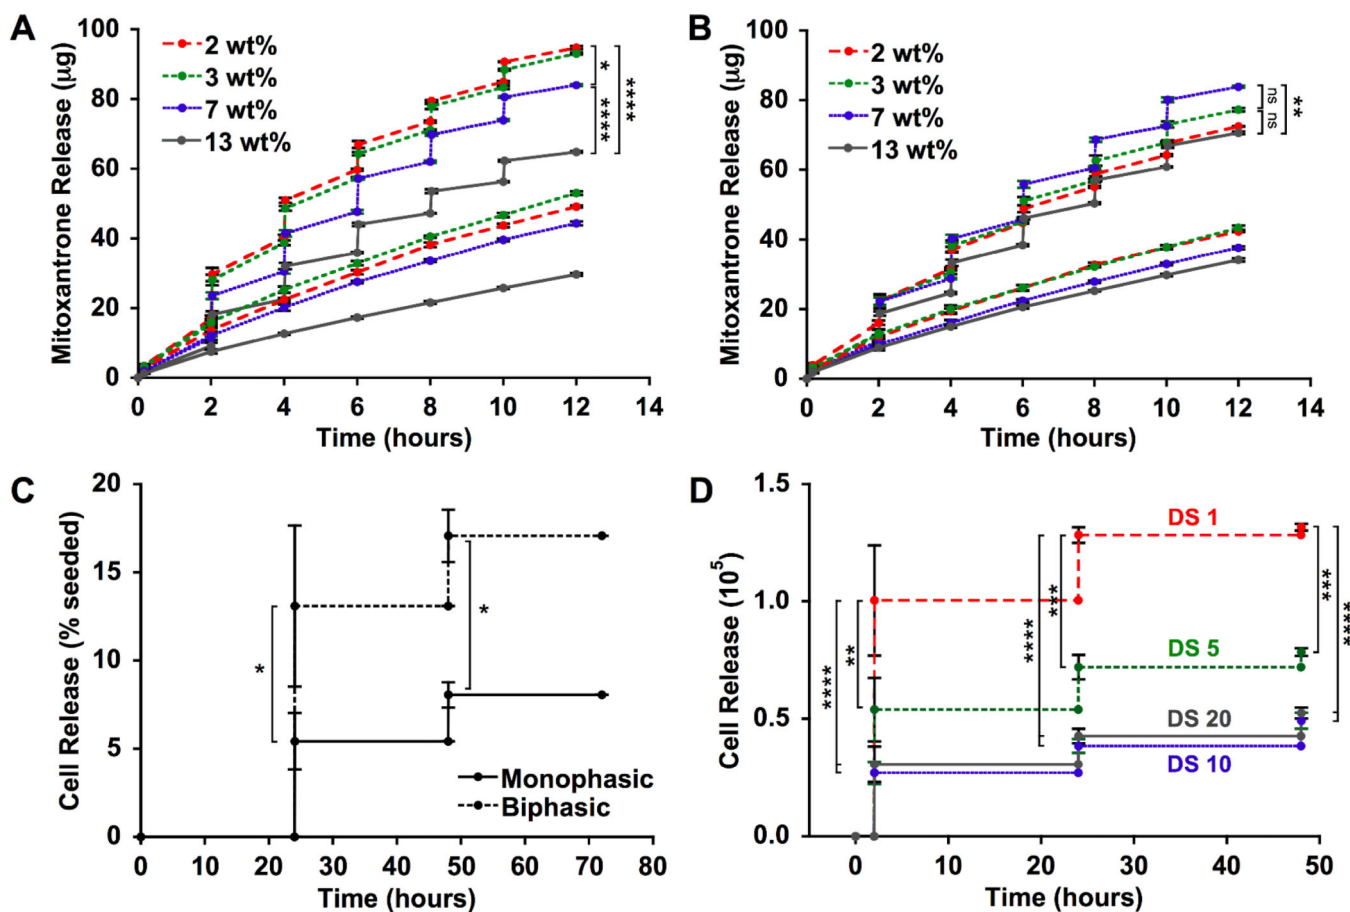 A
Mitoxantrone Release (µg)
100
80
60
40
20
0
2 wt%
3 wt%
7 wt%
13 wt%
*
****
****
0 2 4 6 8 10 12 14
Time (hours)
B
Mitoxantrone Release (µg)
100
80
60
40
20
0
2 wt%
3 wt%
7 wt%
13 wt%
ns
ns
**
0 2 4 6 8 10 12 14
Time (hours)
C
Cell Release (% seeded)
20
15
10
5
0
*
*
Monophasic
Biphasic
0 10 20 30 40 50 60 70 80
Time (hours)
D
Cell Release (10⁵)
1.5
1.0
0.5
0.0
DS 1
DS 5
DS 20
DS 10
****
**
****
***
***
****
0 10 20 30 40 50
Time (hours)